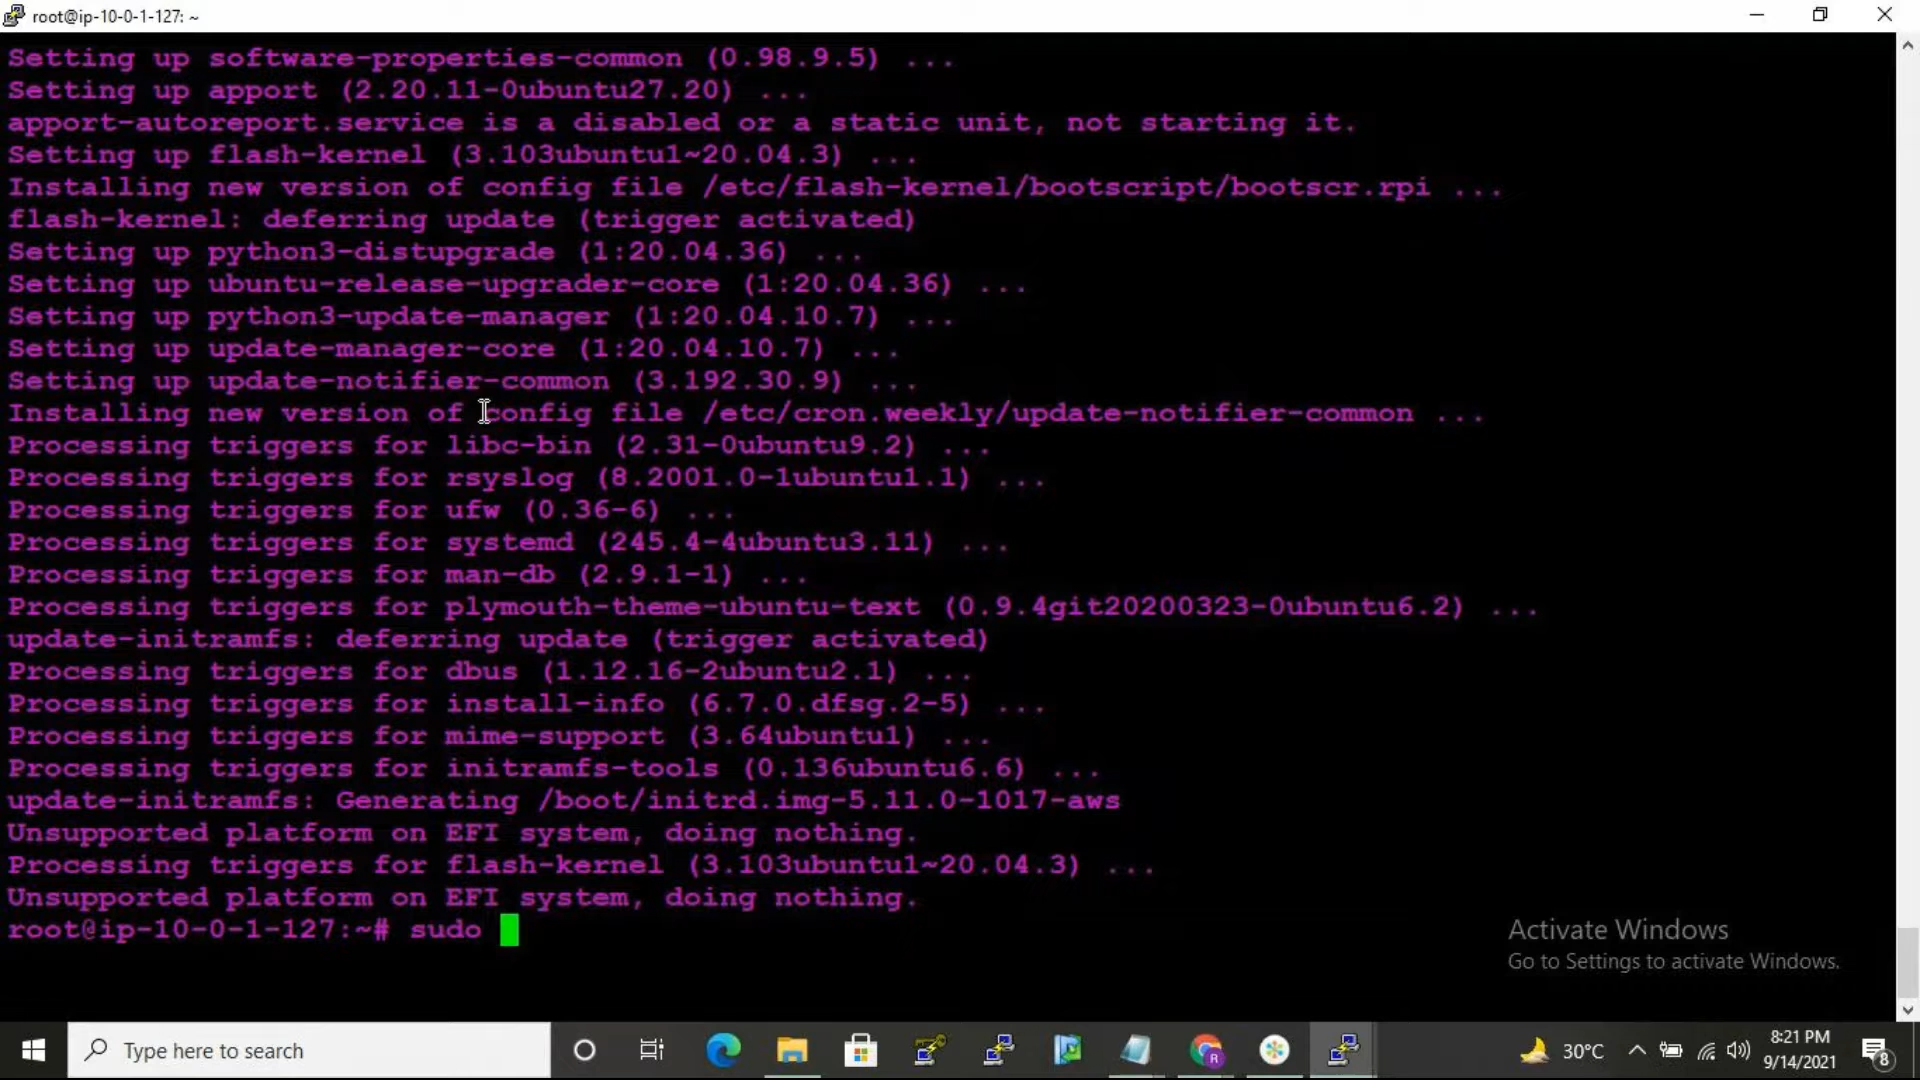 root@ip-10-0-1-127: ~
Setting up software-properties-common (0.98.9.5) ...
Setting up apport (2.20.11-0ubuntu27.20) ...
apport-autoreport.service is a disabled or a static unit, not starting it.
Setting up flash-kernel (3.103ubuntu1~20.04.3) ...
Installing new version of config file /etc/flash-kernel/bootscript/bootscr.rpi ...
flash-kernel: deferring update (trigger activated)
Setting up python3-distupgrade (1:20.04.36) ...
Setting up ubuntu-release-upgrader-core (1:20.04.36) ...
Setting up python3-update-manager (1:20.04.10.7) ...
Setting up update-manager-core (1:20.04.10.7) ...
Setting up update-notifier-common (3.192.30.9) ...
Installing new version of config file /etc/cron.weekly/update-notifier-common ...
Processing triggers for libc-bin (2.31-0ubuntu9.2) ...
Processing triggers for rsyslog (8.2001.0-1ubuntu1.1) ...
Processing triggers for ufw (0.36-6) ...
Processing triggers for systemd (245.4-4ubuntu3.11) ...
Processing triggers for man-db (2.9.1-1) ...
Processing triggers for plymouth-theme-ubuntu-text (0.9.4git20200323-0ubuntu6.2) ...
update-initramfs: deferring update (trigger activated)
Processing triggers for dbus (1.12.16-2ubuntu2.1) ...
Processing triggers for install-info (6.7.0.dfsg.2-5) ...
Processing triggers for mime-support (3.64ubuntu1) ...
Processing triggers for initramfs-tools (0.136ubuntu6.6) ...
update-initramfs: Generating /boot/initrd.img-5.11.0-1017-aws
Unsupported platform on EFI system, doing nothing.
Processing triggers for flash-kernel (3.103ubuntu1~20.04.3) ...
Unsupported platform on EFI system, doing nothing.
root@ip-10-0-1-127:~# sudo
Activate Windows
Go to Settings to activate Windows.
Type here to search
R
30°C
8:21 PM
9/14/2021
8